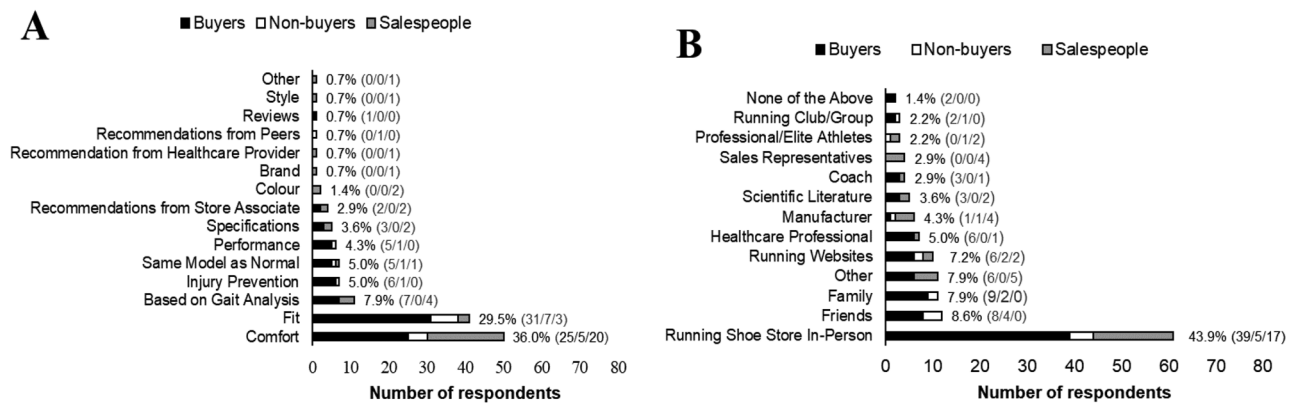 A
Buyers Non-buyers Salespeople
Other 0.7% (0/0/1)
Style 0.7% (0/0/1)
Reviews 0.7% (1/0/0)
Recommendations from Peers 0.7% (0/1/0)
Recommendation from Healthcare Provider 0.7% (0/0/1)
Brand 0.7% (0/0/1)
Colour 1.4% (0/0/2)
Recommendations from Store Associate 2.9% (2/0/2)
Specifications 3.6% (3/0/2)
Performance 4.3% (5/1/0)
Same Model as Normal 5.0% (5/1/1)
Injury Prevention 5.0% (6/1/0)
Based on Gait Analysis 7.9% (7/0/4)
Fit 29.5% (31/7/3)
Comfort 36.0% (25/5/20)
0 10 20 30 40 50 60 70 80
Number of respondents
B
Buyers Non-buyers Salespeople
None of the Above 1.4% (2/0/0)
Running Club/Group 2.2% (2/1/0)
Professional/Elite Athletes 2.2% (0/1/2)
Sales Representatives 2.9% (0/0/4)
Coach 2.9% (3/0/1)
Scientific Literature 3.6% (3/0/2)
Manufacturer 4.3% (1/1/4)
Healthcare Professional 5.0% (6/0/1)
Running Websites 7.2% (6/2/2)
Other 7.9% (6/0/5)
Family 7.9% (9/2/0)
Friends 8.6% (8/4/0)
Running Shoe Store In-Person 43.9% (39/5/17)
0 10 20 30 40 50 60 70 80
Number of respondents